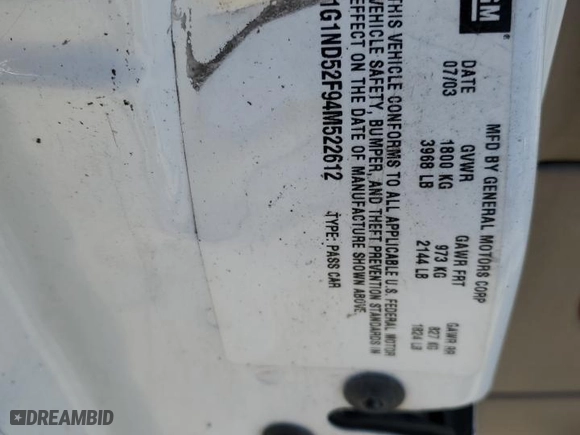 GM
MFD BY GENERAL MOTORS CORP
DATE GVWR GAWR FRT GAWR RR
07/03 1800 KG 973 KG 827 KG
3968 LB 2144 LB 1824 LB
THIS VEHICLE CONFORMS TO ALL APPLICABLE U.S. FEDERAL MOTOR
VEHICLE SAFETY, BUMPER, AND THEFT PREVENTION STANDARDS IN
EFFECT ON THE DATE OF MANUFACTURE SHOWN ABOVE.
1G1ND52F94M522612 TYPE: PASS CAR
DREAMBID